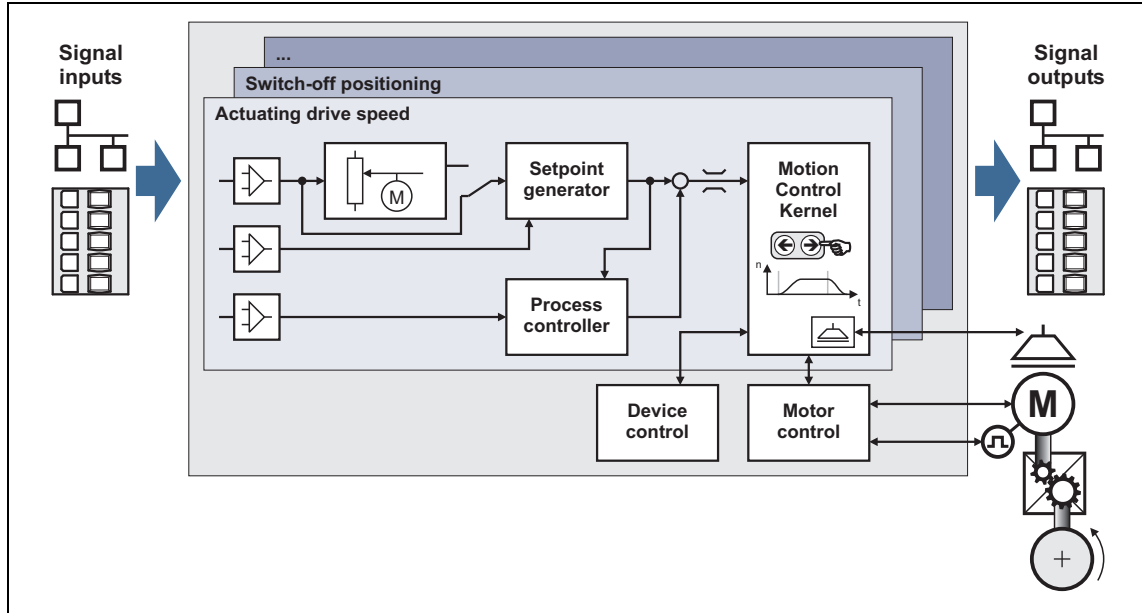 Signal
inputs
...
Switch-off positioning
Actuating drive speed
M
Setpoint
generator
Process
controller
Motion
Control
Kernel
n
t
Device
control
Motor
control
Signal
outputs
M